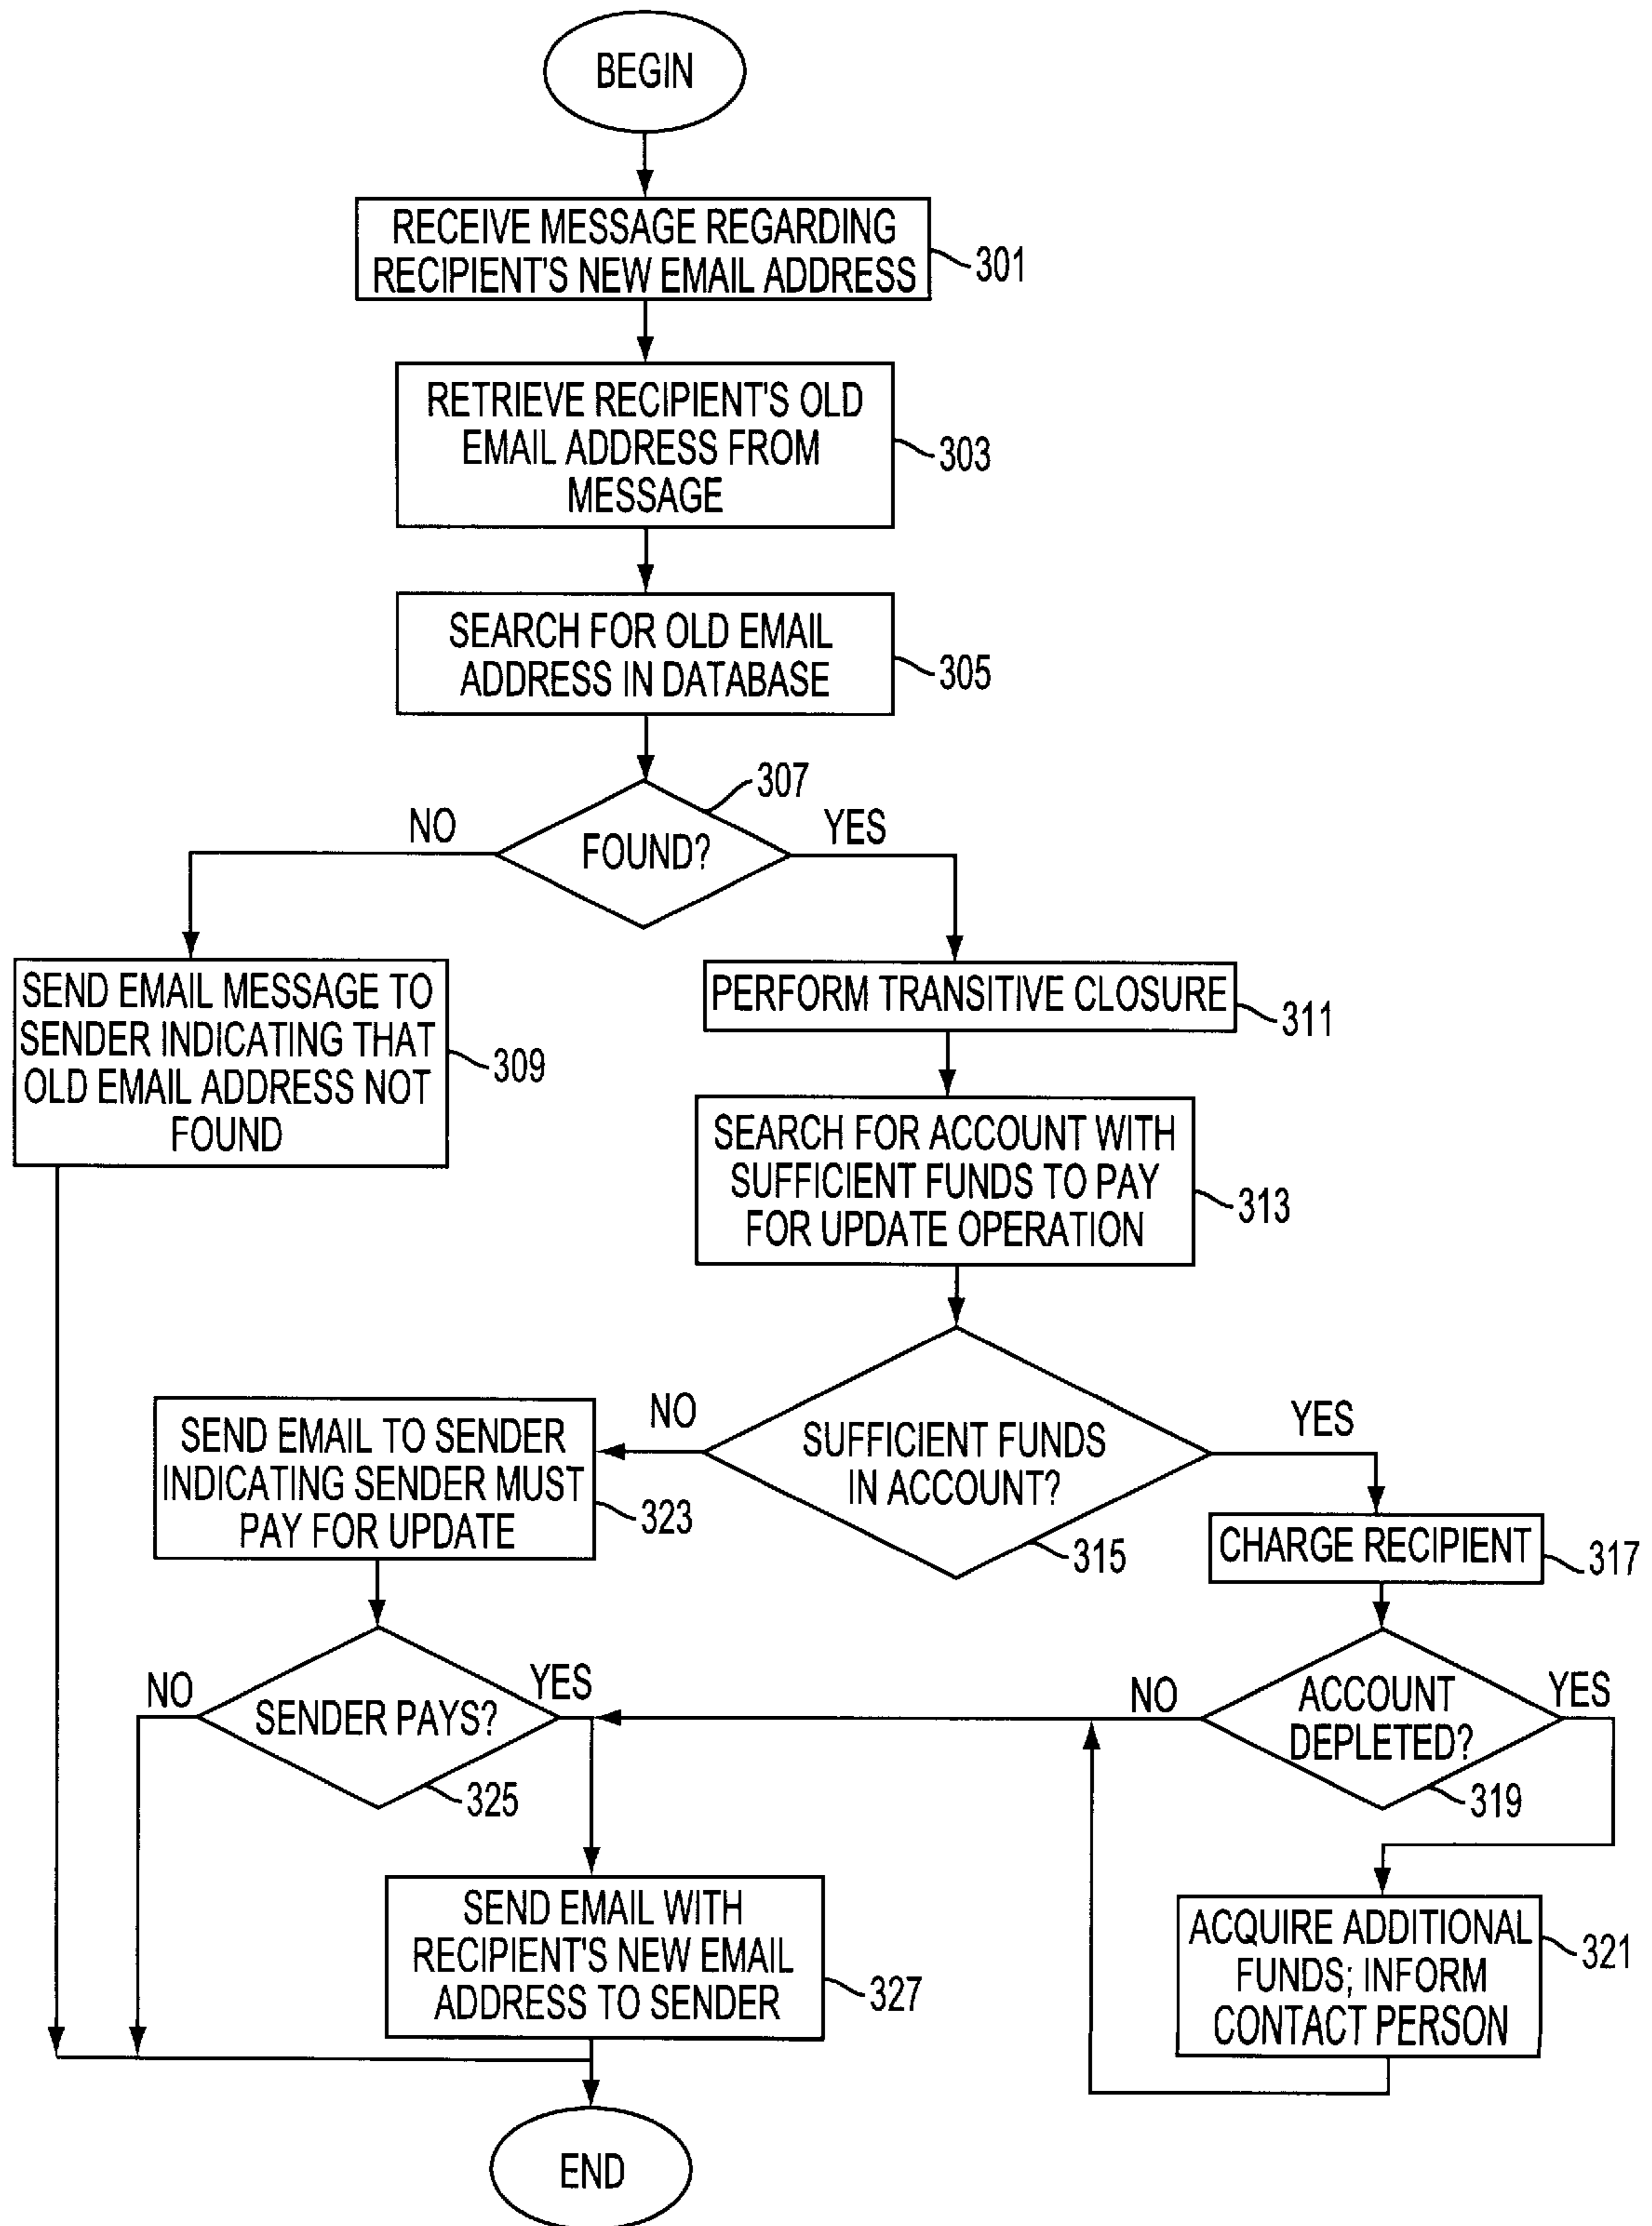 BEGIN
RECEIVE MESSAGE REGARDING
RECIPIENT'S NEW EMAIL ADDRESS
301
RETRIEVE RECIPIENT'S OLD
EMAIL ADDRESS FROM
MESSAGE
303
SEARCH FOR OLD EMAIL
ADDRESS IN DATABASE
305
307
NO
FOUND?
YES
SEND EMAIL MESSAGE TO
SENDER INDICATING THAT
OLD EMAIL ADDRESS NOT
FOUND
309
PERFORM TRANSITIVE CLOSURE
311
SEARCH FOR ACCOUNT WITH
SUFFICIENT FUNDS TO PAY
FOR UPDATE OPERATION
313
NO
SUFFICIENT FUNDS
IN ACCOUNT?
YES
315
SEND EMAIL TO SENDER
INDICATING SENDER MUST
PAY FOR UPDATE
323
CHARGE RECIPIENT
317
NO
SENDER PAYS?
YES
325
NO
ACCOUNT
DEPLETED?
YES
319
SEND EMAIL WITH
RECIPIENT'S NEW EMAIL
ADDRESS TO SENDER
327
ACQUIRE ADDITIONAL
FUNDS; INFORM
CONTACT PERSON
321
END